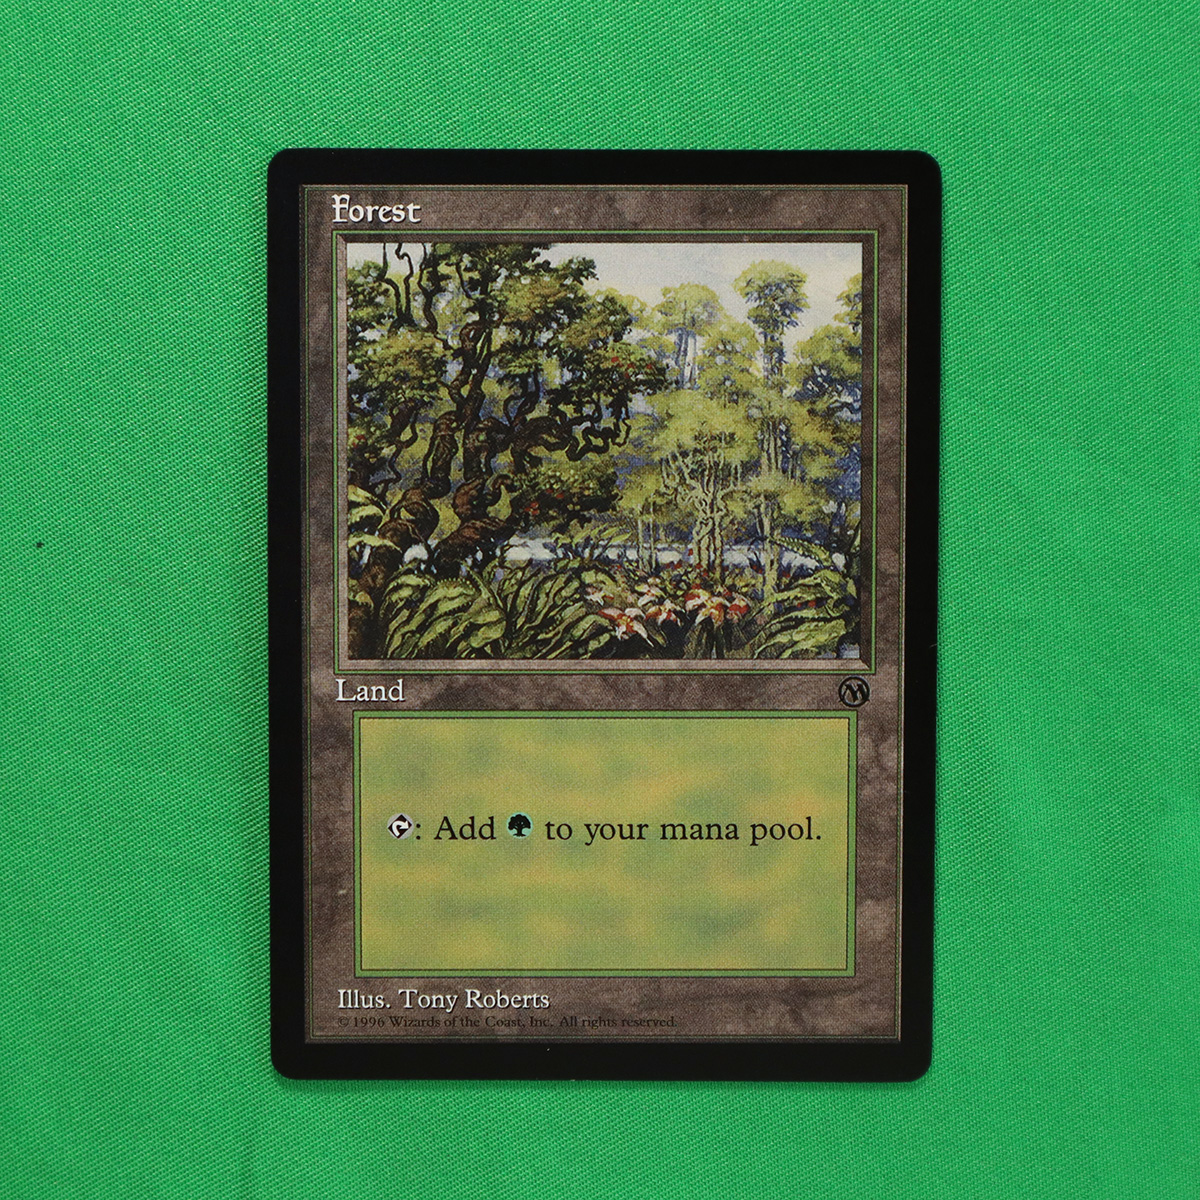 Forest
Land
: Add to your mana pool.
Illus. Tony Roberts
© 1996 Wizards of the Coast, Inc. All rights reserved.